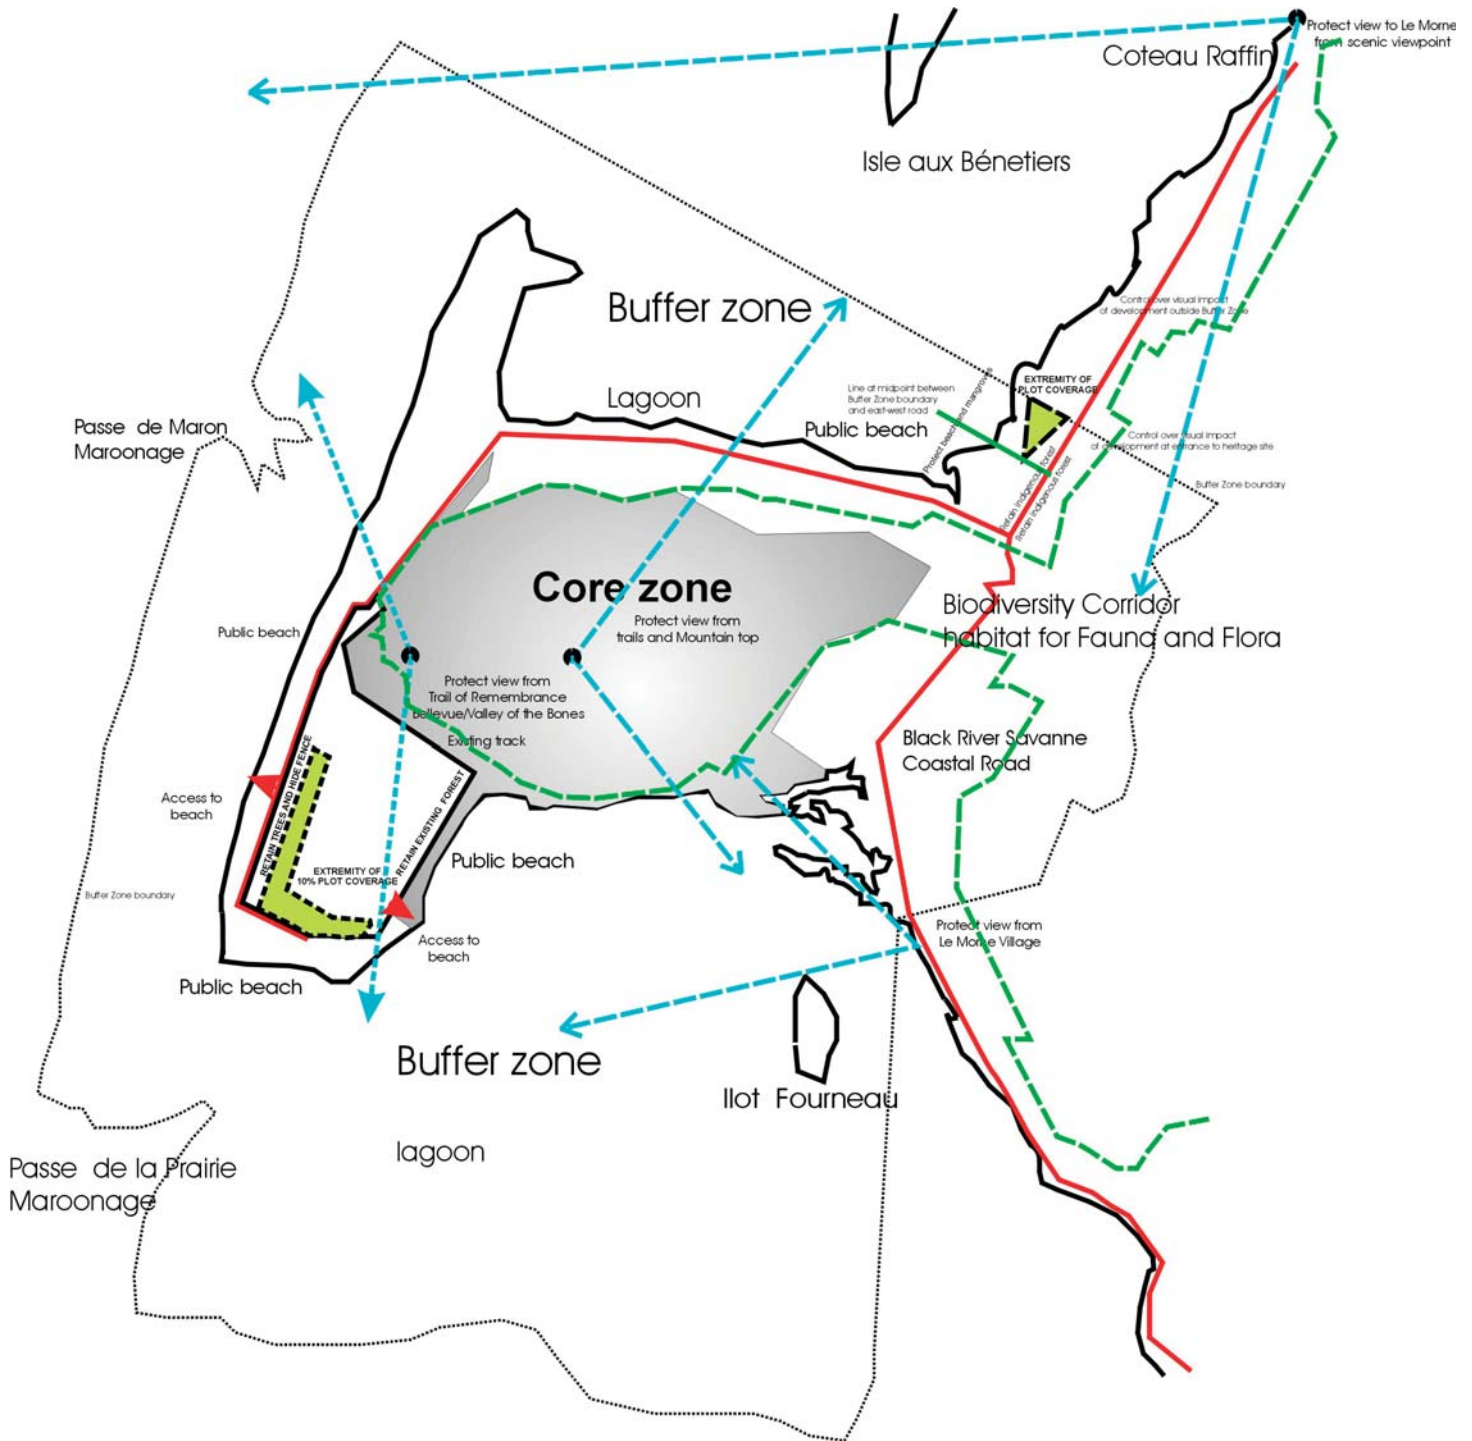 Protect view to Le Morne
from scenic viewpoint
Coteau Raffin
Isle aux Bénetiers
Buffer zone
Control over visual impact
of development outside Buffer Zone
Lagoon
Line at midpoint between
Buffer Zone boundary
and east-west road
Protect beach and mangroves
EXTREMITY OF
PLOT COVERAGE
Public beach
Passe de Maron
Maroonage
Control over visual impact
of development at entrance to heritage site
Retain indigenous forest
Retain indigenous forest
Buffer Zone boundary
Core zone
Protect view from
trails and Mountain top
Biodiversity Corridor
habitat for Fauna and Flora
Public beach
Protect view from
Trail of Remembrance
Bellevue/Valley of the Bones
Existing track
Black River Savanne
Coastal Road
Access to
beach
RETAIN TREES AND HIDE FENCE
RETAIN EXISTING FOREST
EXTREMITY OF
10% PLOT COVERAGE
Public beach
Buffer Zone boundary
Access to
beach
Protect view from
Le Morne Village
Public beach
Buffer zone
Ilot Fourneau
lagoon
Passe de la Prairie
Maroonage